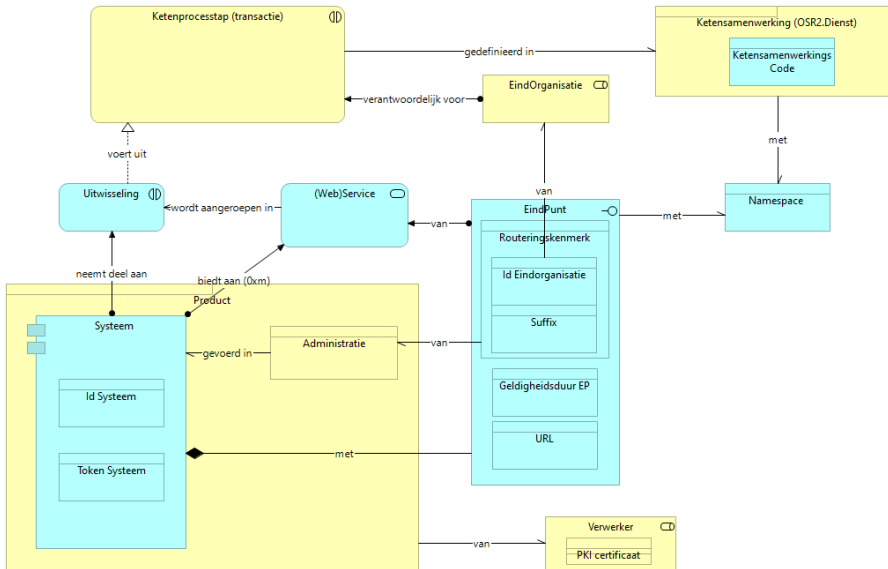 Ketenprocesstap (transactie)
Ketensamenwerking (OSR2.Dienst)
Ketensamenwerkings
Code
gedefinieerd in
EindOrganisatie
verantwoordelijk voor
met
voert uit
van
Uitwisseling
(Web)Service
wordt aangeroepen in
van
EindPunt
met
Namespace
Routeringskenmerk
Id Eindorganisatie
neemt deel aan
biedt aan (0xm)
Product
Systeem
Suffix
gevoerd in
Administratie
van
Id Systeem
Geldigheidsduur EP
URL
met
Token Systeem
Verwerker
van
PKI certificaat